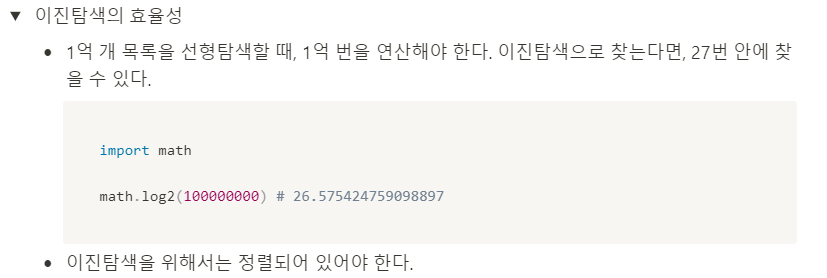 ▼ 이진탐색의 효율성
• 1억 개 목록을 선형탐색할 때, 1억 번을 연산해야 한다. 이진탐색으로 찾는다면, 27번 안에 찾
을 수 있다.
import math
math.log2(100000000) # 26.575424759098897
• 이진탐색을 위해서는 정렬되어 있어야 한다.